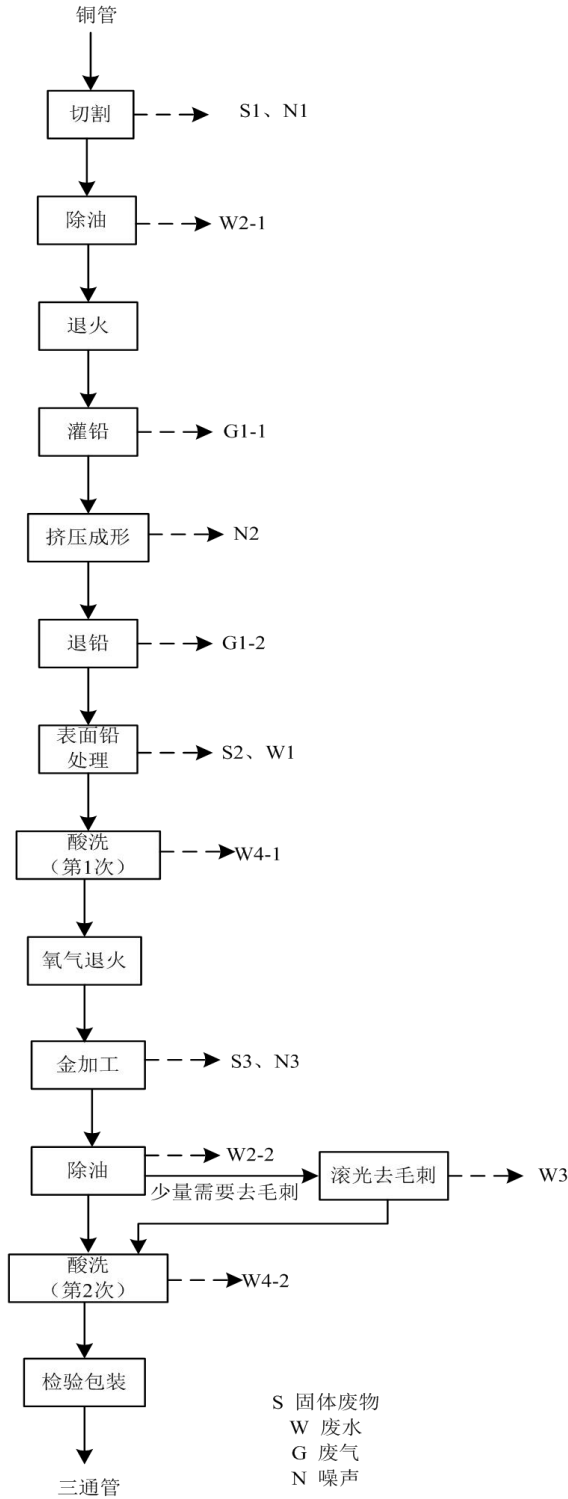 铜管
切割
S1、N1
除油
W2-1
退火
灌铅
G1-1
挤压成形
N2
退铅
G1-2
表面铅
处理
S2、W1
酸洗
（第1次）
W4-1
氧气退火
金加工
S3、N3
除油
W2-2
少量需要去毛刺
滚光去毛刺
W3
酸洗
（第2次）
W4-2
检验包装
三通管
S 固体废物
W 废水
G 废气
N 噪声